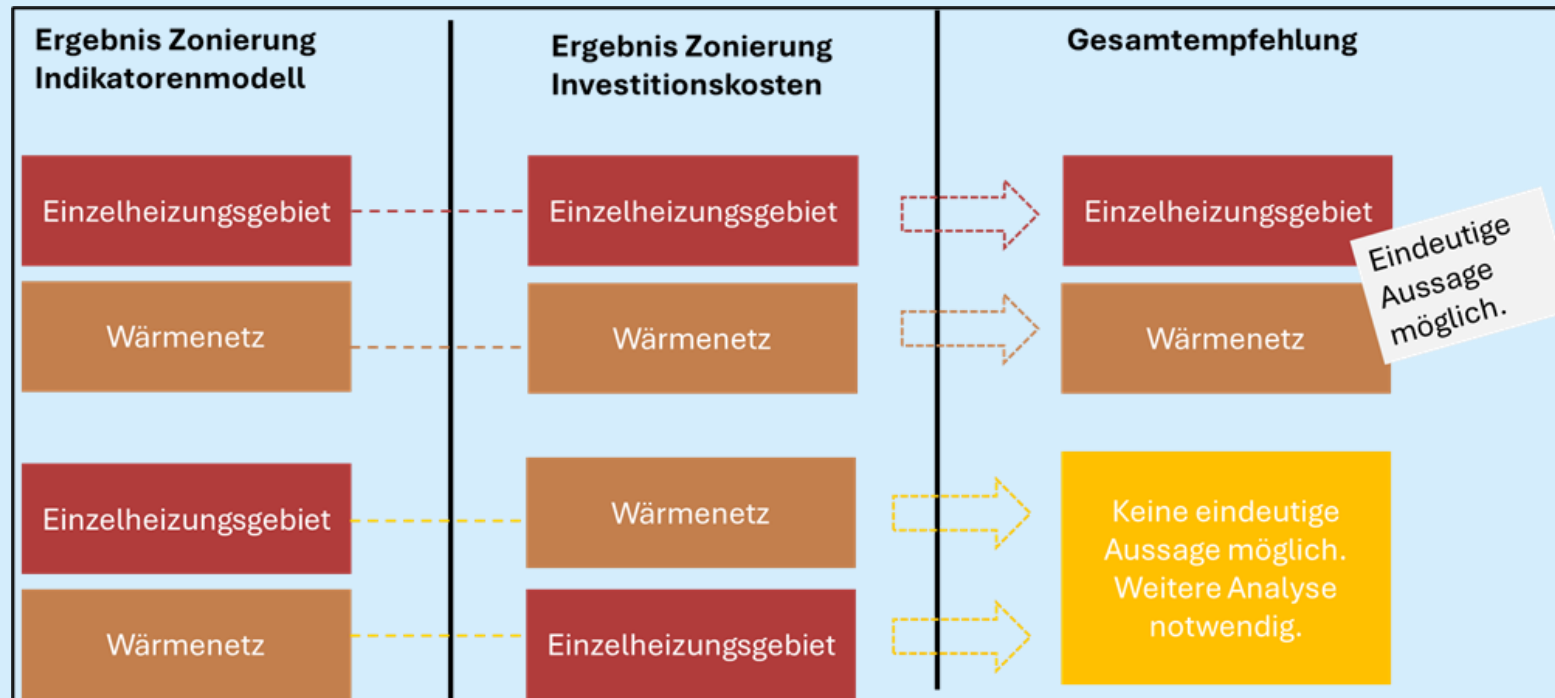 Ergebnis Zonierung
Indikatorenmodell
Ergebnis Zonierung
Investitionskosten
Gesamtempfehlung
Einzelheizungsgebiet
Einzelheizungsgebiet
Einzelheizungsgebiet
Wärmenetz
Wärmenetz
Wärmenetz
Eindeutige
Aussage
möglich.
Einzelheizungsgebiet
Wärmenetz
Wärmenetz
Einzelheizungsgebiet
Keine eindeutige
Aussage möglich.
Weitere Analyse
notwendig.